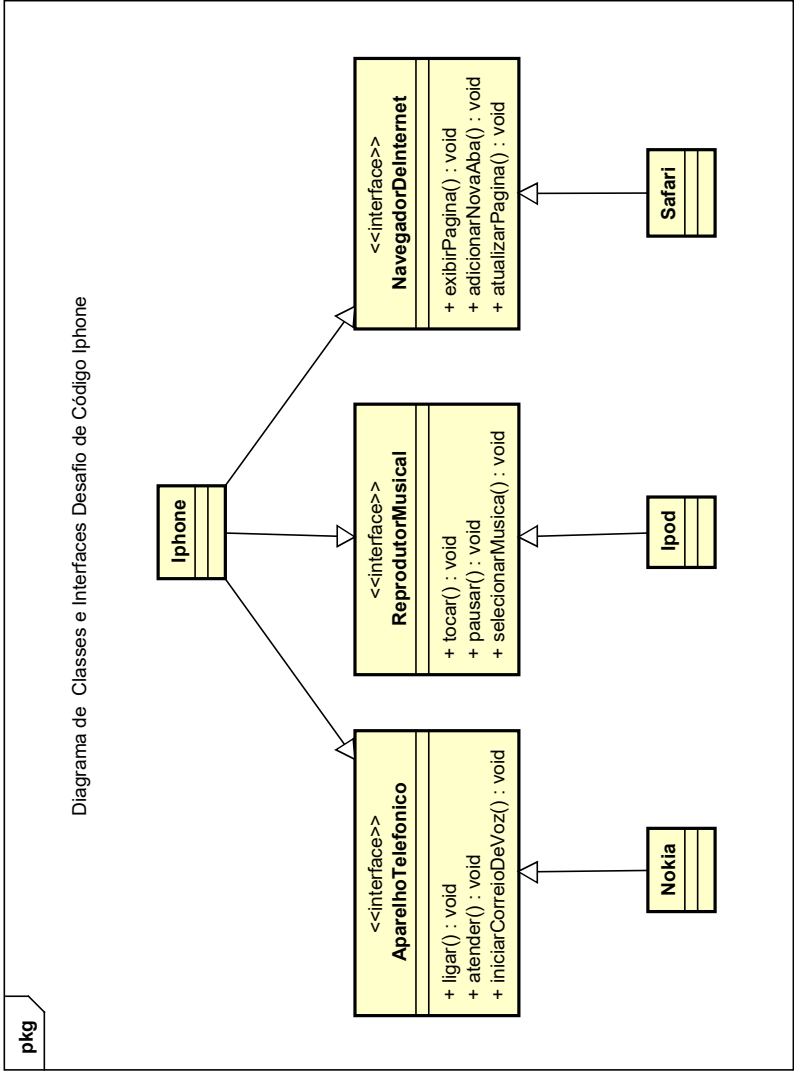 pkg
Diagrama de  Classes e Interfaces Desafio de Código Iphone
Iphone
<<interface>>
AparelhoTelefonico
+ ligar() : void
+ atender() : void
+ iniciarCorreioDeVoz() : void
<<interface>>
ReprodutorMusical
+ tocar() : void
+ pausar() : void
+ selecionarMusica() : void
<<interface>>
NavegadorDeInternet
+ exibirPagina() : void
+ adicionarNovaAba() : void
+ atualizarPagina() : void
Nokia
Ipod
Safari